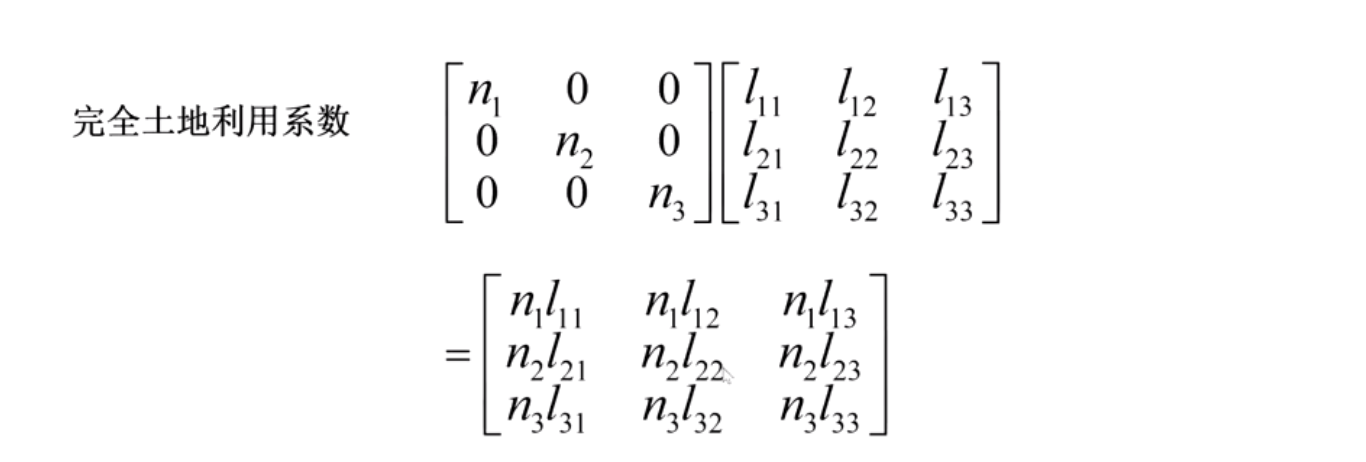 完全土地利用系数
[n₁ 0 0] [l₁₁ l₁₂ l₁₃]
[0 n₂ 0] [l₂₁ l₂₂ l₂₃]
[0 0 n₃] [l₃₁ l₃₂ l₃₃]
= [n₁l₁₁ n₁l₁₂ n₁l₁₃]
[n₂l₂₁ n₂l₂₂ n₂l₂₃]
[n₃l₃₁ n₃l₃₂ n₃l₃₃]